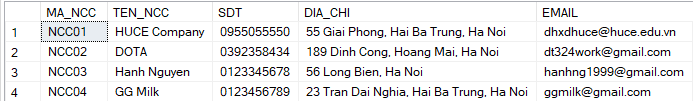 MA_NCC TEN_NCC SDT DIA_CHI EMAIL
1 NCC01 HUCE Company 0955055550 55 Giai Phong, Hai Ba Trung, Ha Noi dhxdhuce@huce.edu.vn
2 NCC02 DOTA 0392358434 189 Dinh Cong, Hoang Mai, Ha Noi dt324work@gmail.com
3 NCC03 Hanh Nguyen 0123345678 56 Long Bien, Ha Noi hanhng1999@gmail.com
4 NCC04 GG Milk 0123456789 23 Tran Dai Nghia, Hai Ba Trung, Ha Noi ggmilk@gmail.com